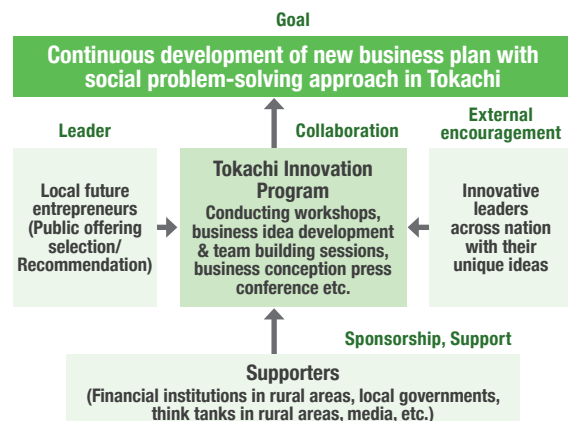 Goal
Continuous development of new business plan with
social problem-solving approach in Tokachi
Leader
Collaboration
External
encouragement
Local future
entrepreneurs
(Public offering
selection/
Recommendation)
Tokachi Innovation
Program
Conducting workshops,
business idea development
& team building sessions,
business conception press
conference etc.
Innovative
leaders
across nation
with their
unique ideas
Sponsorship, Support
Supporters
(Financial institutions in rural areas, local governments,
think tanks in rural areas, media, etc.)